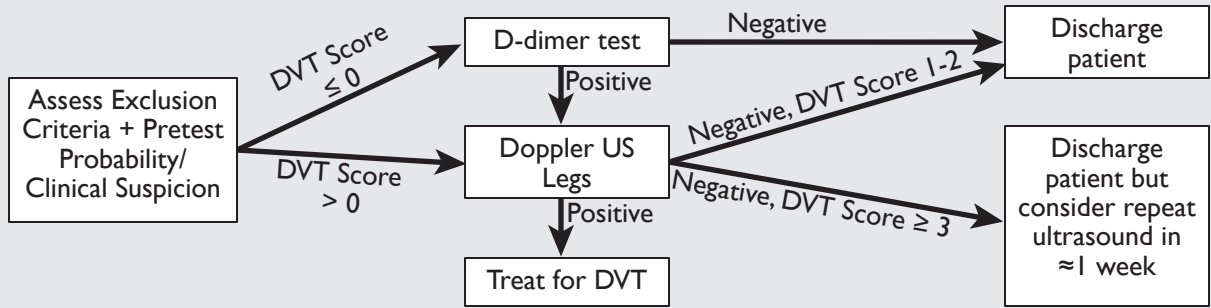 Assess Exclusion
Criteria + Pretest
Probability/
Clinical Suspicion
DVT Score
≤ 0
DVT Score
> 0
D-dimer test
Positive
Doppler US
Legs
Positive
Treat for DVT
Negative
Negative, DVT Score 1-2
Negative, DVT Score ≥ 3
Discharge
patient
Discharge
patient but
consider repeat
ultrasound in
≈1 week